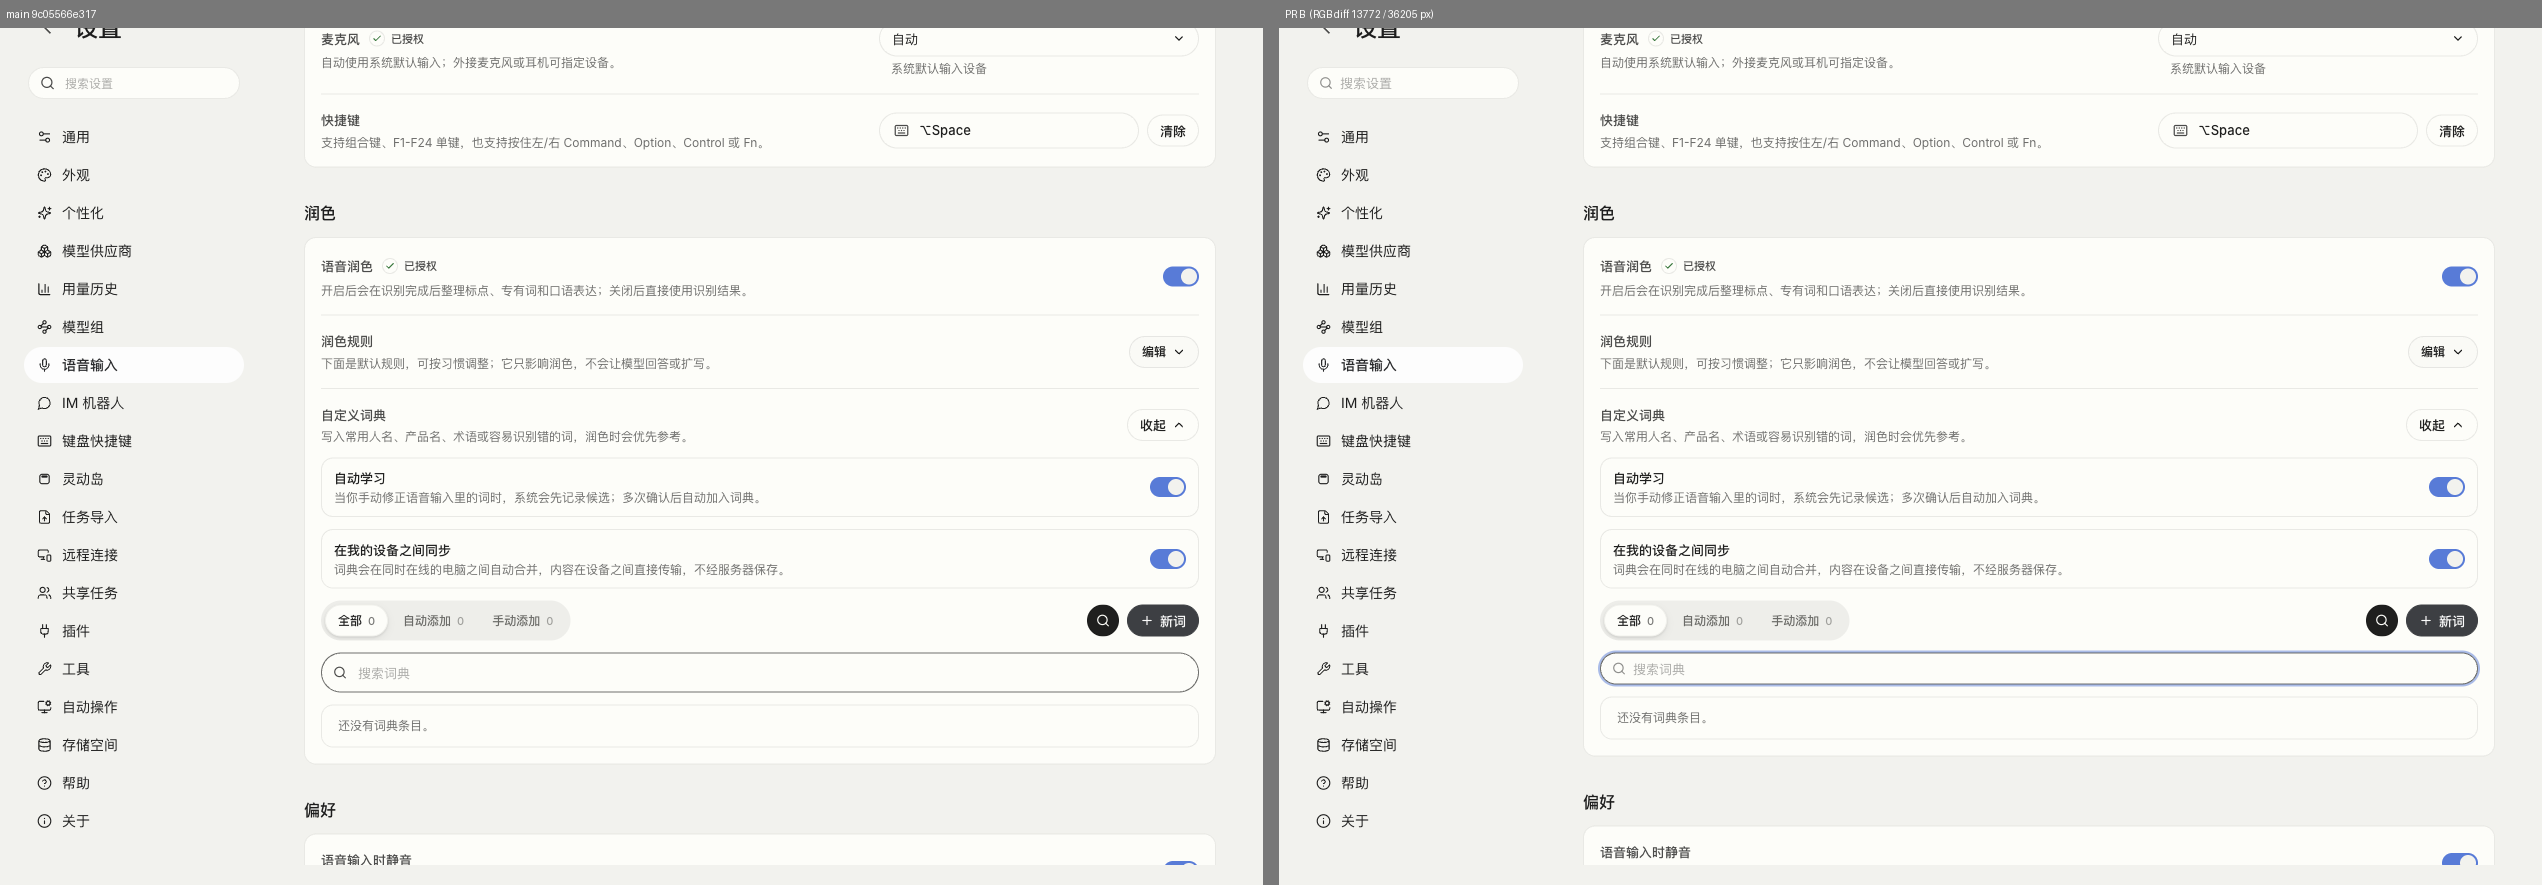 main 9c05566e317
设置
搜索设置
通用
外观
个性化
模型供应商
用量历史
模型组
语音输入
IM 机器人
键盘快捷键
灵动岛
任务导入
远程连接
共享任务
插件
工具
自动操作
存储空间
帮助
关于
麦克风 已授权
自动使用系统默认输入；外接麦克风或耳机可指定设备。
自动
系统默认输入设备
快捷键
支持组合键、F1-F24 单键，也支持按住左/右 Command、Option、Control 或 Fn。
⌥Space
清除
润色
语音润色 已授权
开启后会在识别完成后整理标点、专有词和口语表达；关闭后直接使用识别结果。
润色规则
下面是默认规则，可按习惯调整；它只影响润色，不会让模型回答或扩写。
编辑
自定义词典
写入常用人名、产品名、术语或容易识别错的词，润色时会优先参考。
收起
自动学习
当你手动修正语音输入里的词时，系统会先记录候选；多次确认后自动加入词典。
在我的设备之间同步
词典会在同时在线的电脑之间自动合并，内容在设备之间直接传输，不经服务器保存。
全部 0 自动添加 0 手动添加 0
新词
搜索词典
还没有词典条目。
偏好
语音输入时静音
PR B (RGB diff 13772 / 36205 px)
设置
搜索设置
通用
外观
个性化
模型供应商
用量历史
模型组
语音输入
IM 机器人
键盘快捷键
灵动岛
任务导入
远程连接
共享任务
插件
工具
自动操作
存储空间
帮助
关于
麦克风 已授权
自动使用系统默认输入；外接麦克风或耳机可指定设备。
自动
系统默认输入设备
快捷键
支持组合键、F1-F24 单键，也支持按住左/右 Command、Option、Control 或 Fn。
⌥Space
清除
润色
语音润色 已授权
开启后会在识别完成后整理标点、专有词和口语表达；关闭后直接使用识别结果。
润色规则
下面是默认规则，可按习惯调整；它只影响润色，不会让模型回答或扩写。
编辑
自定义词典
写入常用人名、产品名、术语或容易识别错的词，润色时会优先参考。
收起
自动学习
当你手动修正语音输入里的词时，系统会先记录候选；多次确认后自动加入词典。
在我的设备之间同步
词典会在同时在线的电脑之间自动合并，内容在设备之间直接传输，不经服务器保存。
全部 0 自动添加 0 手动添加 0
新词
搜索词典
还没有词典条目。
偏好
语音输入时静音